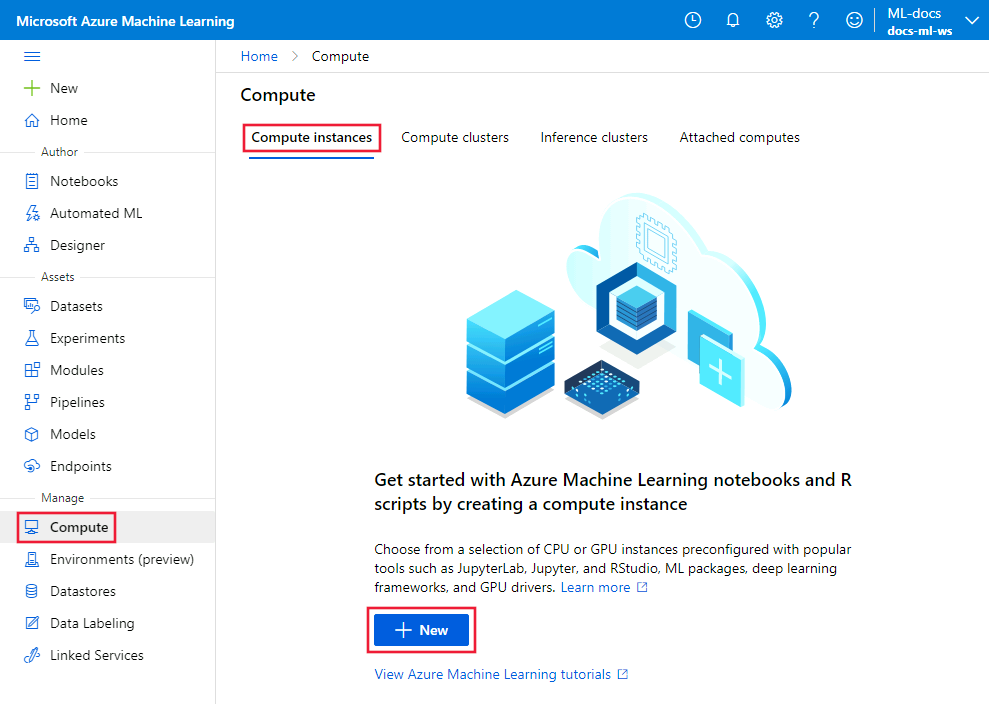 Microsoft Azure Machine Learning
ML-docs
docs-ml-ws
New
Home
Author
Notebooks
Automated ML
Designer
Assets
Datasets
Experiments
Modules
Pipelines
Models
Endpoints
Manage
Compute
Environments (preview)
Datastores
Data Labeling
Linked Services
Home > Compute
Compute
Compute instances Compute clusters Inference clusters Attached computes
Get started with Azure Machine Learning notebooks and R
scripts by creating a compute instance
Choose from a selection of CPU or GPU instances preconfigured with popular
tools such as JupyterLab, Jupyter, and RStudio, ML packages, deep learning
frameworks, and GPU drivers. Learn more
New
View Azure Machine Learning tutorials